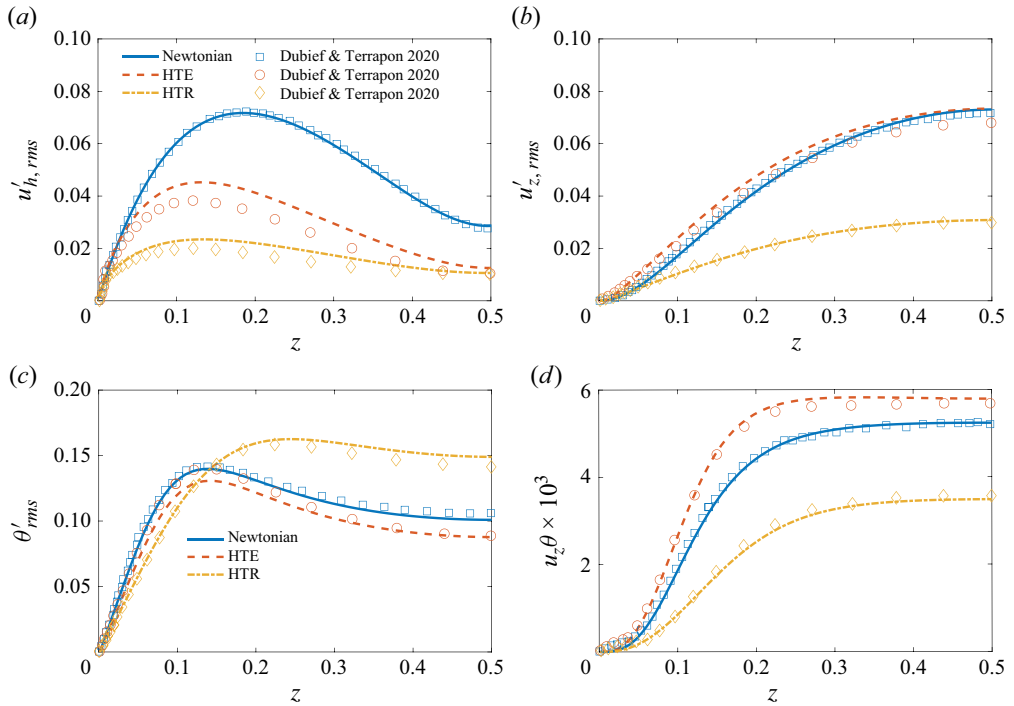 (a)
(b)
0.10
0.08
0.06
0.04
0.02
0
0.1
0.2
0.3
0.4
0.5
z
u′h, rms
Newtonian
HTE
HTR
Dubief & Terrapon 2020
Dubief & Terrapon 2020
Dubief & Terrapon 2020
0.10
0.08
0.06
0.04
0.02
0
0.1
0.2
0.3
0.4
0.5
z
u′z, rms
(c)
(d)
0.20
0.15
0.10
0.05
0
0.1
0.2
0.3
0.4
0.5
z
θ′rms
Newtonian
HTE
HTR
6
4
2
0
0.1
0.2
0.3
0.4
0.5
z
uzθ × 10³